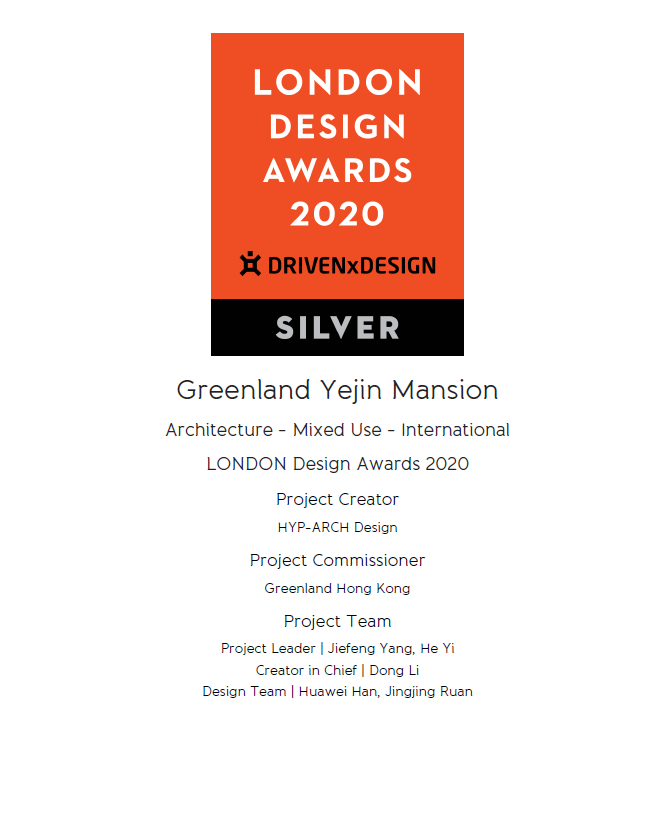 LONDON
DESIGN
AWARDS
2020
DRIVENxDESIGN
SILVER
Greenland Yejin Mansion
Architecture - Mixed Use - International
LONDON Design Awards 2020
Project Creator
HYP-ARCH Design
Project Commissioner
Greenland Hong Kong
Project Team
Project Leader | Jiefeng Yang, He Yi
Creator in Chief | Dong Li
Design Team | Huawei Han, Jingjing Ruan